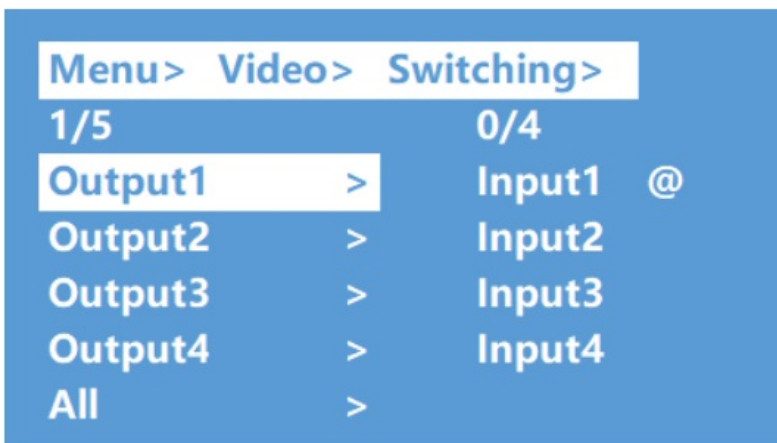 Menu> Video> Switching>
1/5 0/4
Output1 > Input1 @
Output2 > Input2
Output3 > Input3
Output4 > Input4
All >